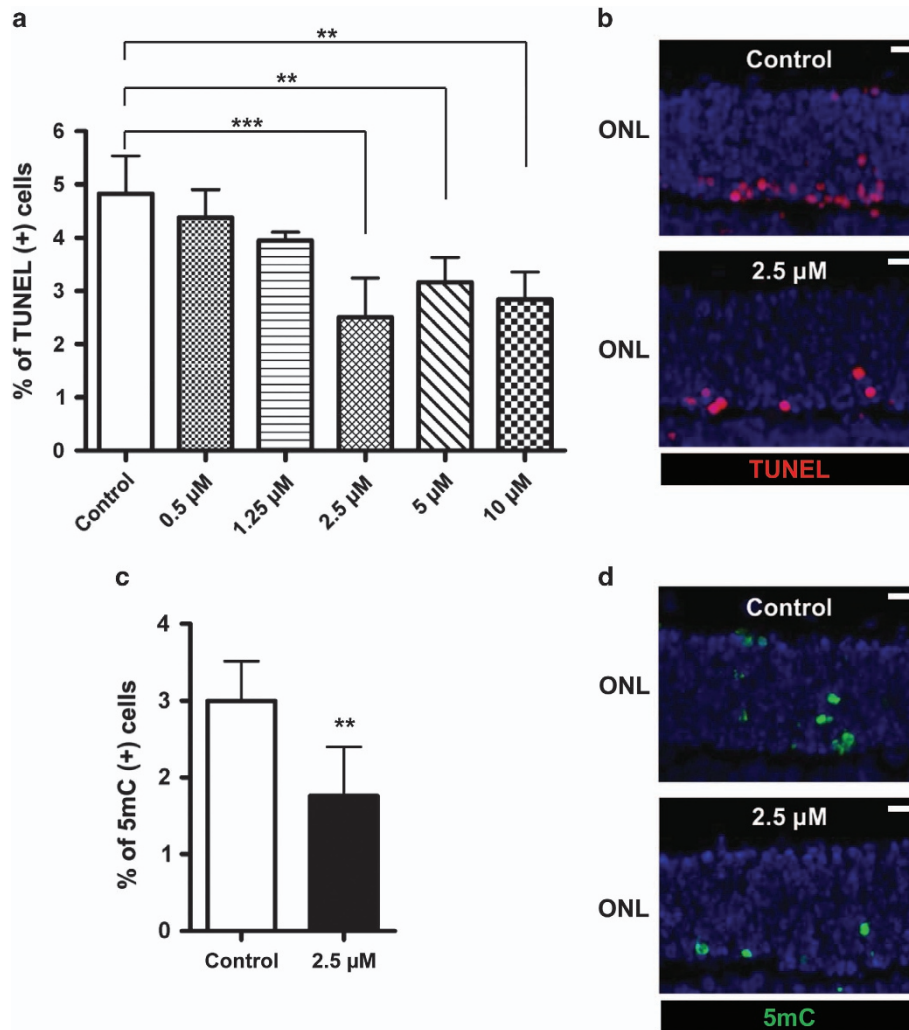 a
**
**
***
% of TUNEL (+) cells
6
5
4
3
2
1
0
Control
0.5 µM
1.25 µM
2.5 µM
5 µM
10 µM
b
Control
ONL
2.5 µM
ONL
TUNEL
c
% of 5mC (+) cells
4
3
2
1
0
**
Control
2.5 µM
d
Control
ONL
2.5 µM
ONL
5mC